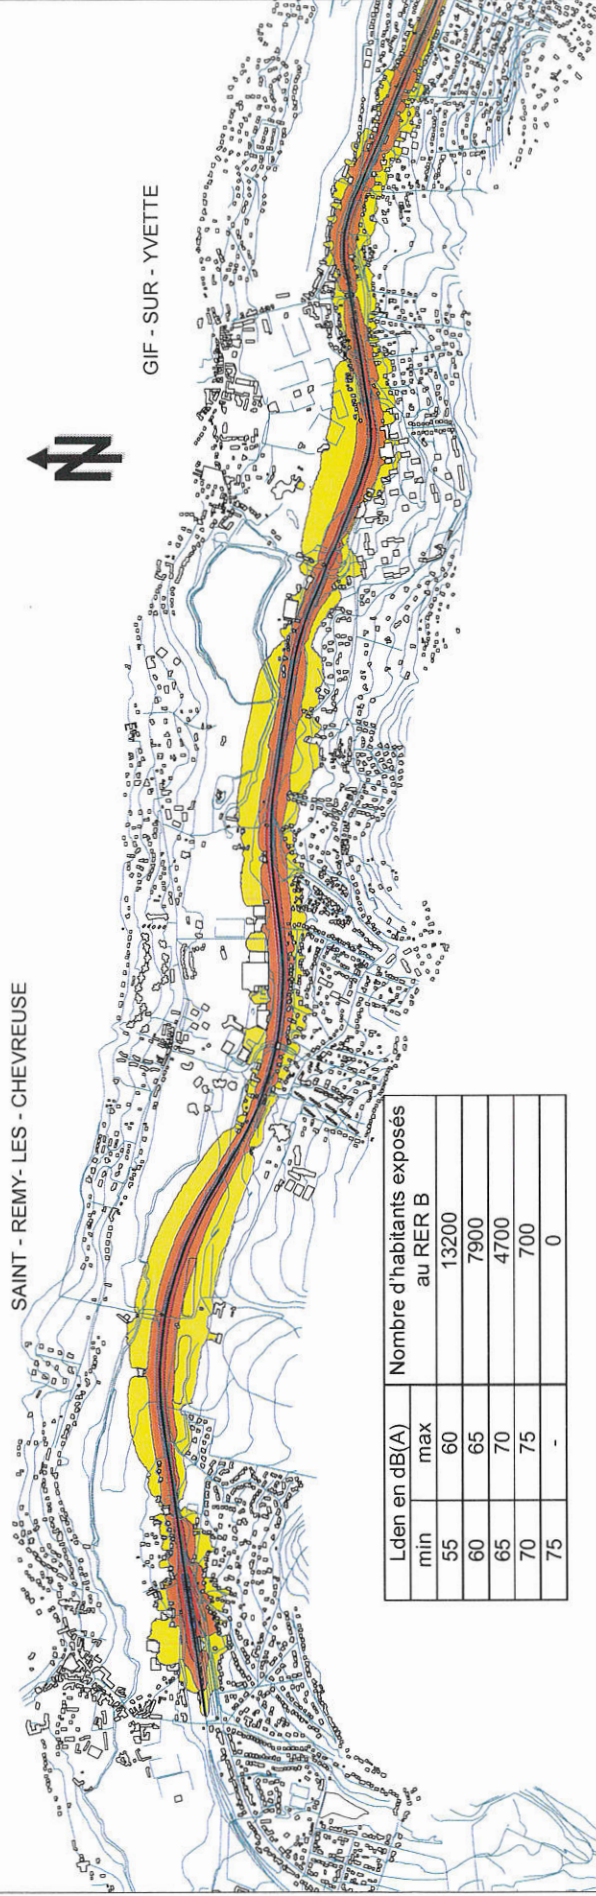 SAINT - REMY- LES - CHEVREUSE
GIF - SUR - YVETTE
N
Lden en dB(A) Nombre d'habitants exposés au RER B
min max
55 60 13200
60 65 7900
65 70 4700
70 75 700
75 - 0